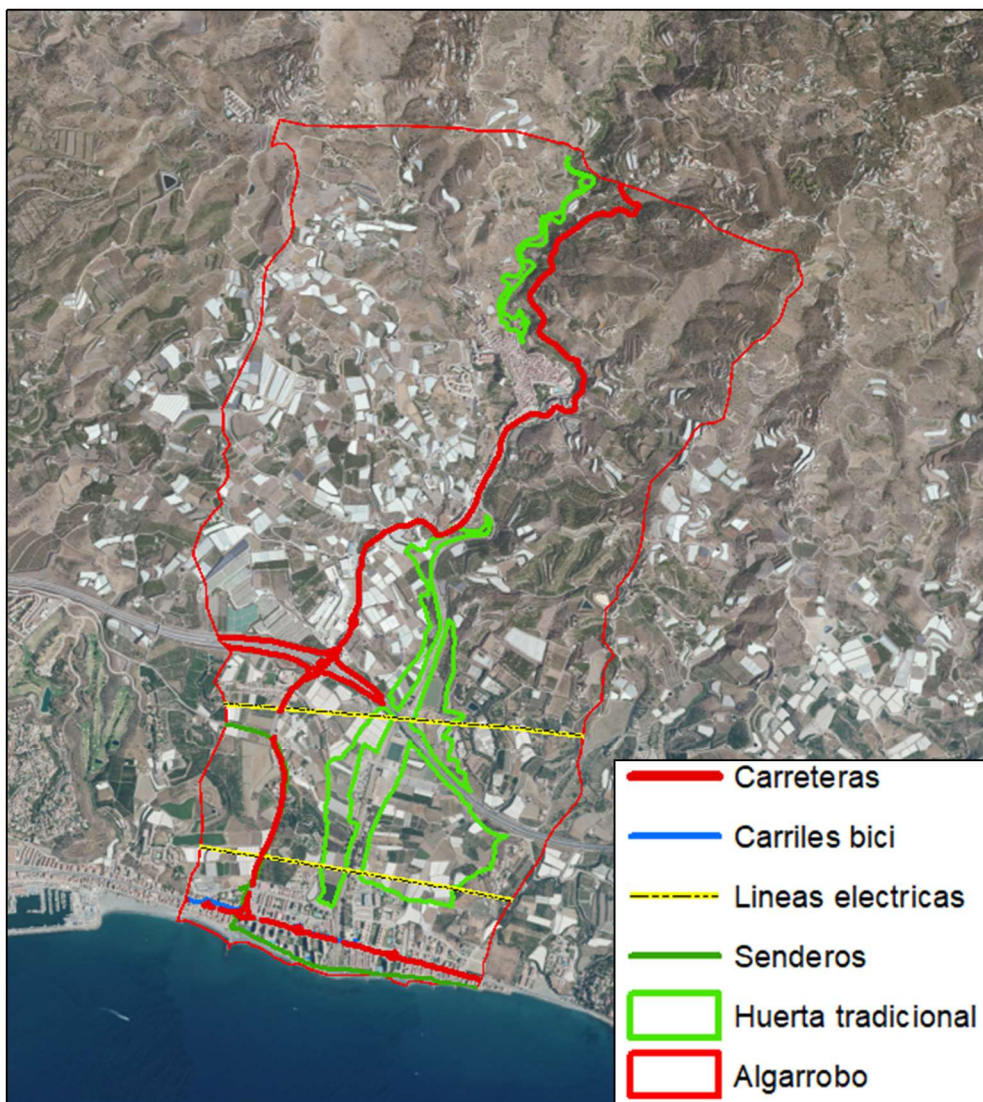 Carreteras
Carriles bici
Lineas electricas
Senderos
Huerta tradicional
Algarrobo